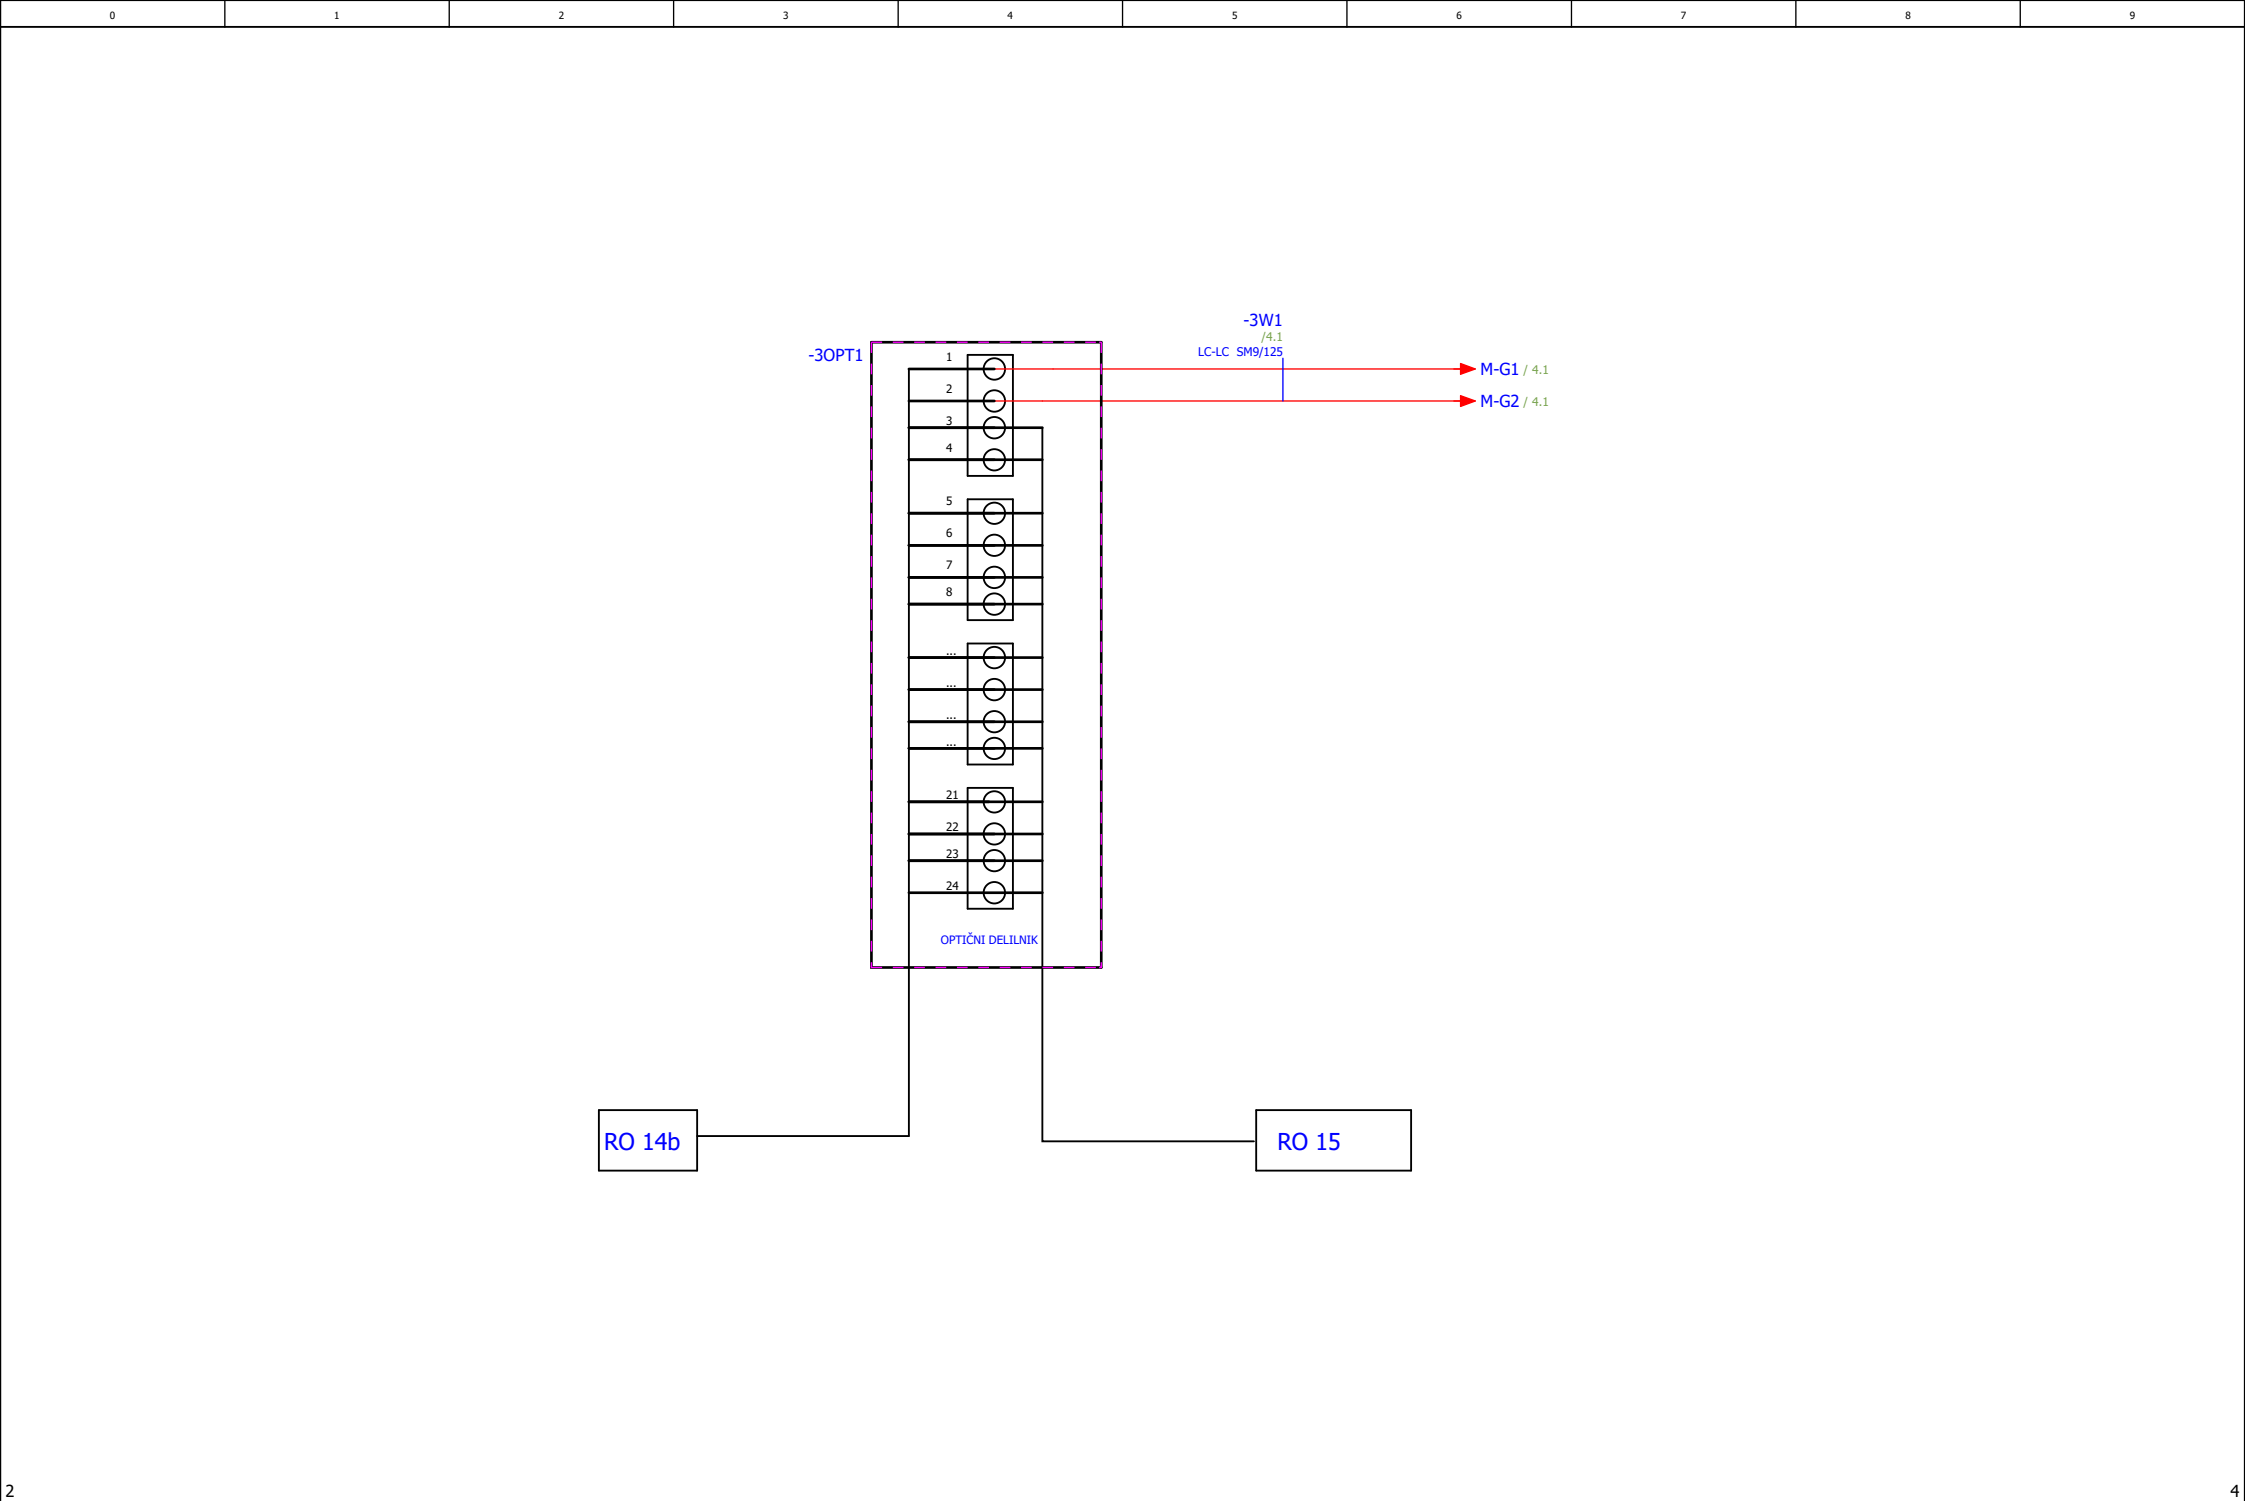 0 1 2 3 4 5 6 7 8 9
-3W1
/4.1
LC-LC SM9/125
-3OPT1
1
M-G1 / 4.1
2
M-G2 / 4.1
3
4
5
6
7
8
...
...
...
...
21
22
23
24
OPTIČNI DELILNIK
RO 14b
RO 15
2
4